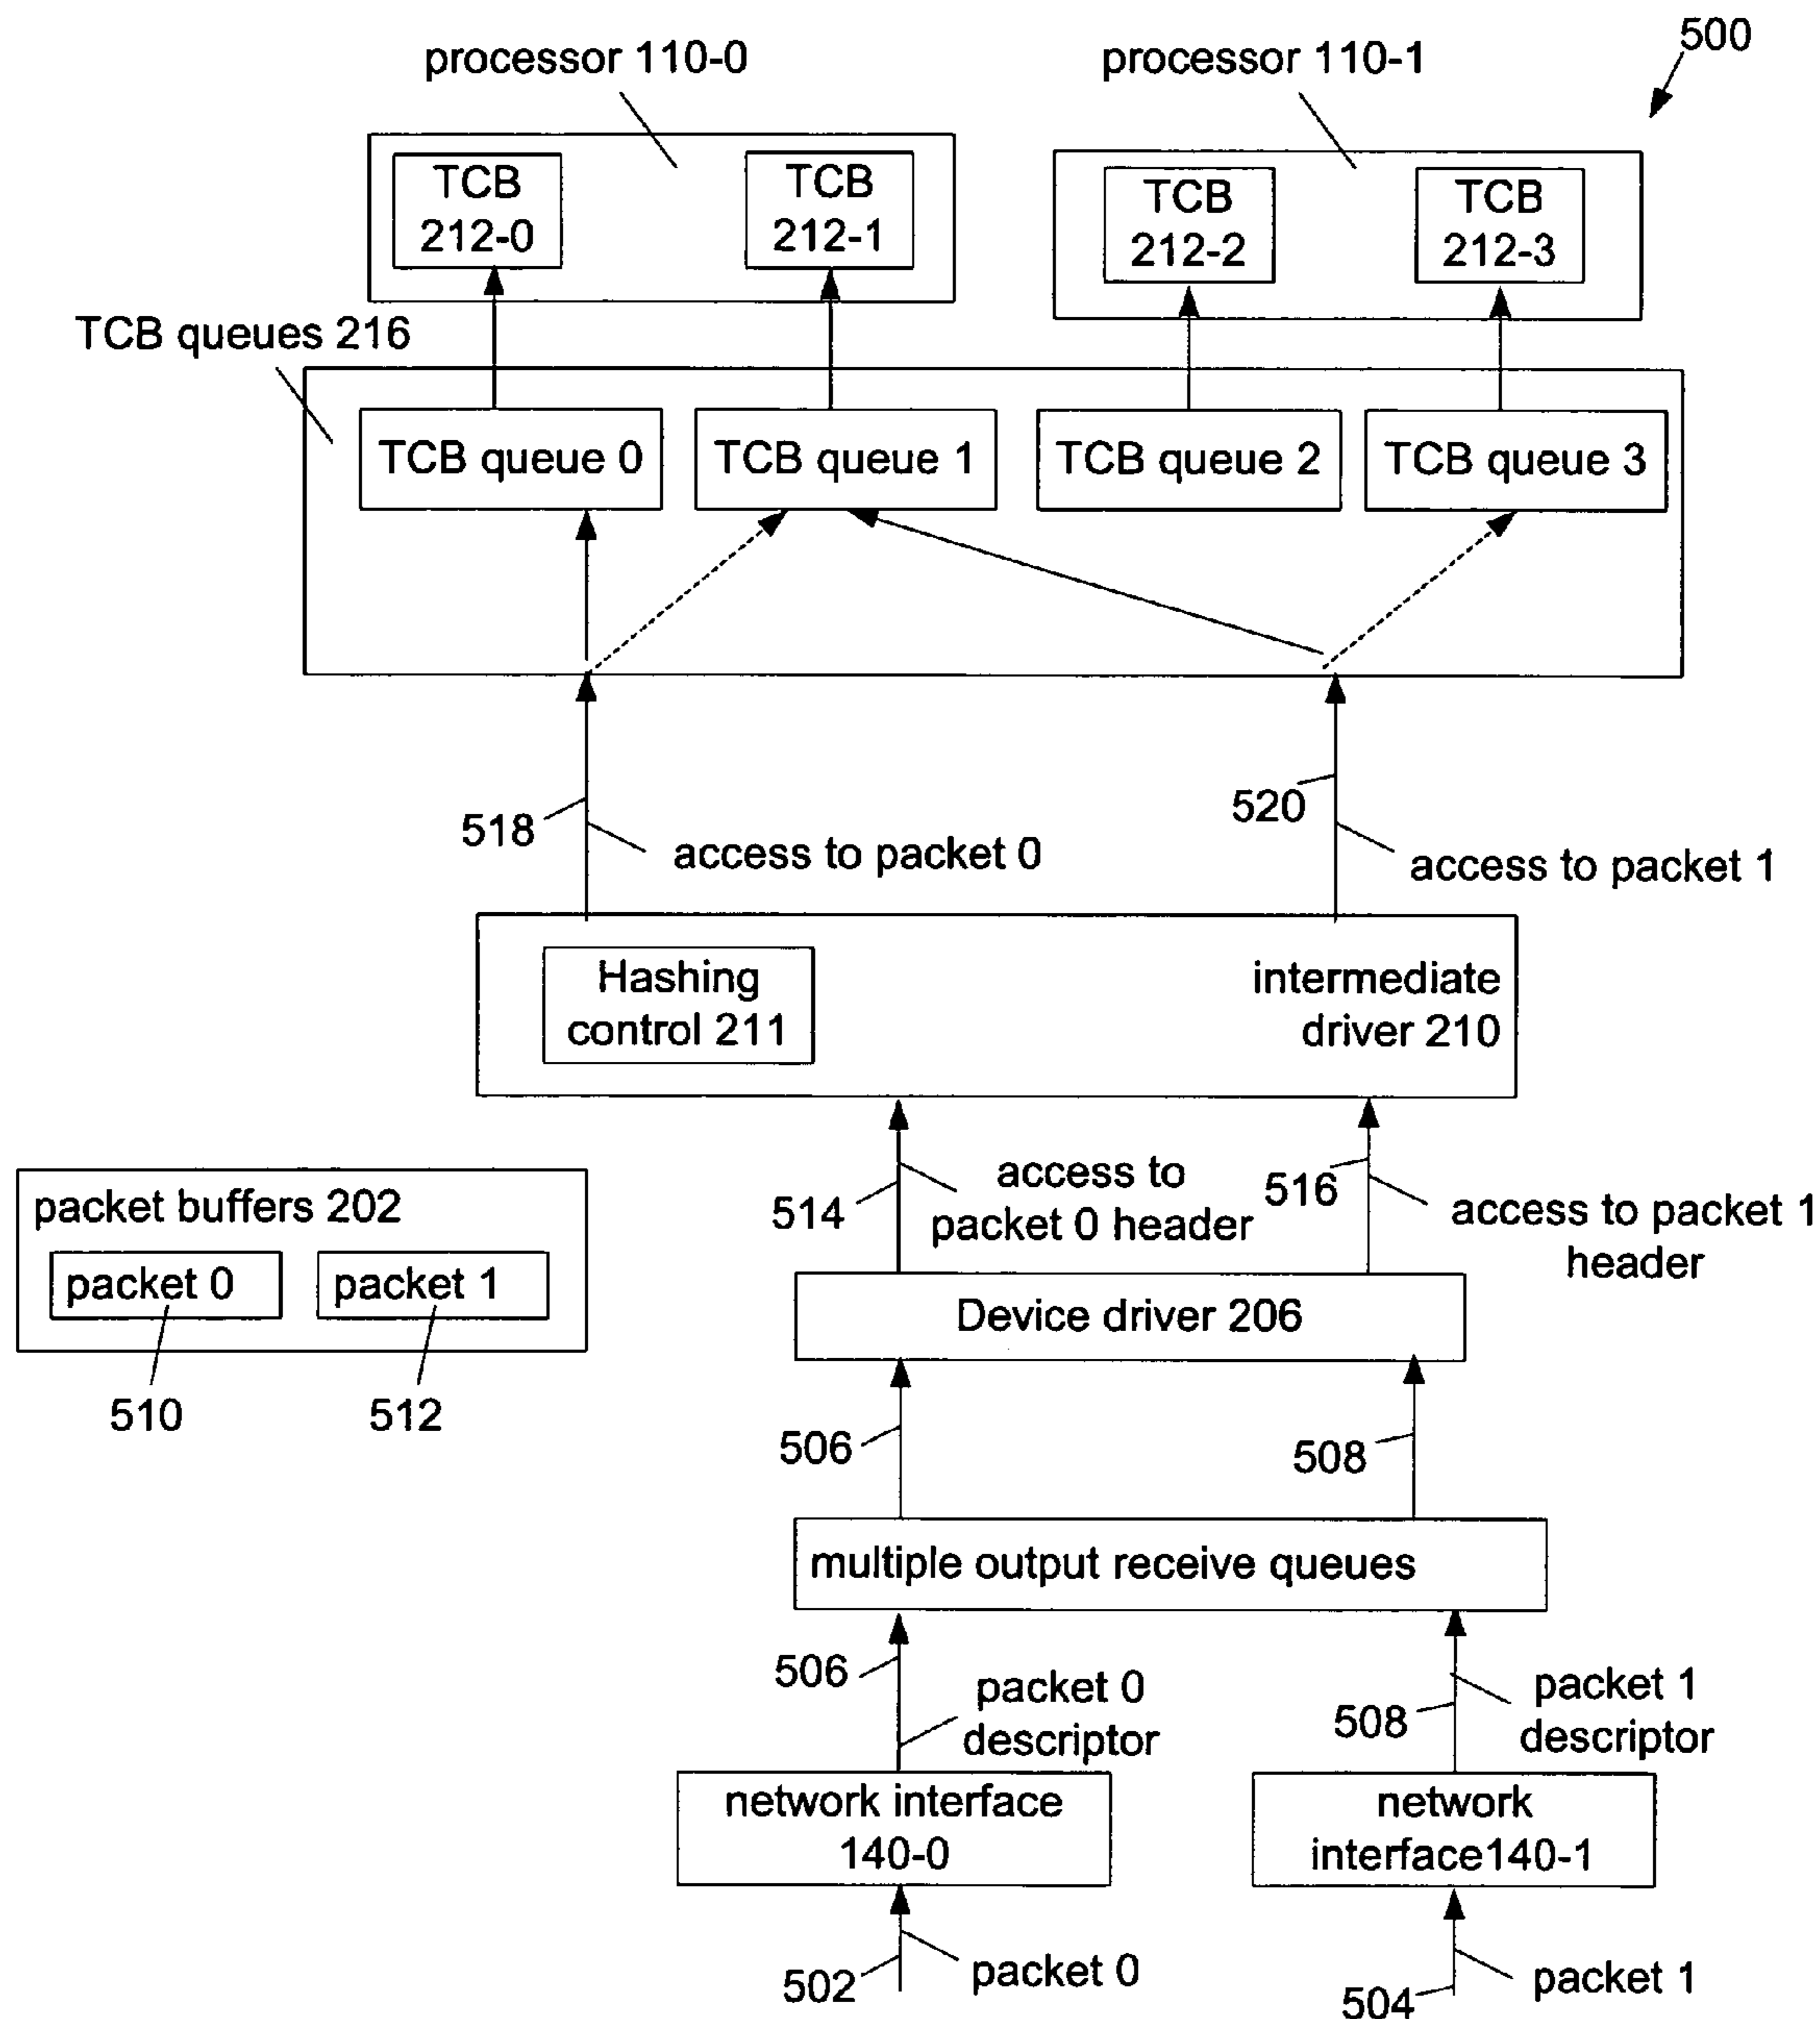 500
processor 110-0
processor 110-1
TCB
212-0
TCB
212-1
TCB
212-2
TCB
212-3
TCB queues 216
TCB queue 0
TCB queue 1
TCB queue 2
TCB queue 3
518
access to packet 0
520
access to packet 1
Hashing
control 211
intermediate
driver 210
packet buffers 202
packet 0
packet 1
510
512
514
access to
packet 0 header
516
access to packet 1
header
Device driver 206
506
508
multiple output receive queues
506
packet 0
descriptor
508
packet 1
descriptor
network interface
140-0
network
interface140-1
502
packet 0
504
packet 1